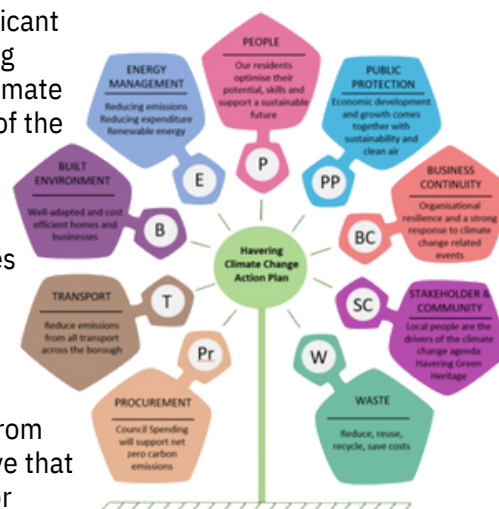 icant
g
mate
of the
es
rom
ve that
or
PEOPLE
Our residents
optimise their
potential, skills and
support a sustainable
future
P
ENERGY
MANAGEMENT
Reducing emissions
Reducing expenditure
Renewable energy
E
PUBLIC
PROTECTION
Economic development
and growth comes
together with
sustainability and
clean air
PP
BUILT
ENVIRONMENT
Well-adapted and cost
efficient homes and
businesses
B
BUSINESS
CONTINUITY
Organisational
resilience and a strong
response to climate
change related
events
BC
Havering
Climate Change
Action Plan
TRANSPORT
Reduce emissions
from all transport
across the borough
T
STAKEHOLDER &
COMMUNITY
Local people are the
drivers of the climate
change agenda
Havering Green
Heritage
SC
PROCUREMENT
Council Spending
will support net
zero carbon
emissions
Pr
WASTE
Reduce, reuse,
recycle, save costs
W